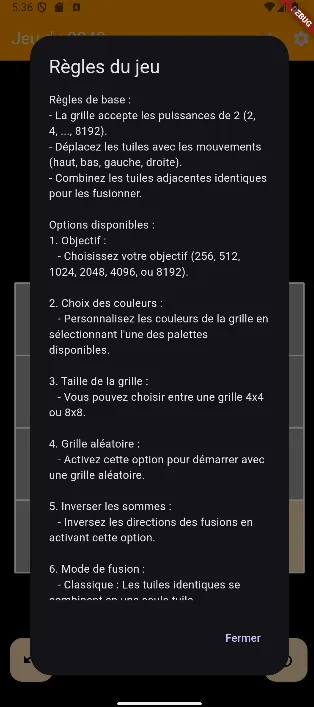 5:36
DEBUG
Jeu du 2048
Règles du jeu
Règles de base :
- La grille accepte les puissances de 2 (2,
4, ..., 8192).
- Déplacez les tuiles avec les mouvements
(haut, bas, gauche, droite).
- Combinez les tuiles adjacentes identiques
pour les fusionner.
Options disponibles :
1. Objectif :
- Choisissez votre objectif (256, 512,
1024, 2048, 4096, ou 8192).
2. Choix des couleurs :
- Personnalisez les couleurs de la grille en
sélectionnant l'une des palettes
disponibles.
3. Taille de la grille :
- Vous pouvez choisir entre une grille 4x4
ou 8x8.
4. Grille aléatoire :
- Activez cette option pour démarrer avec
une grille aléatoire.
5. Inverser les sommes :
- Inversez les directions des fusions en
activant cette option.
6. Mode de fusion :
- Classique : Les tuiles identiques se
combinent en une seule tuile.
Fermer